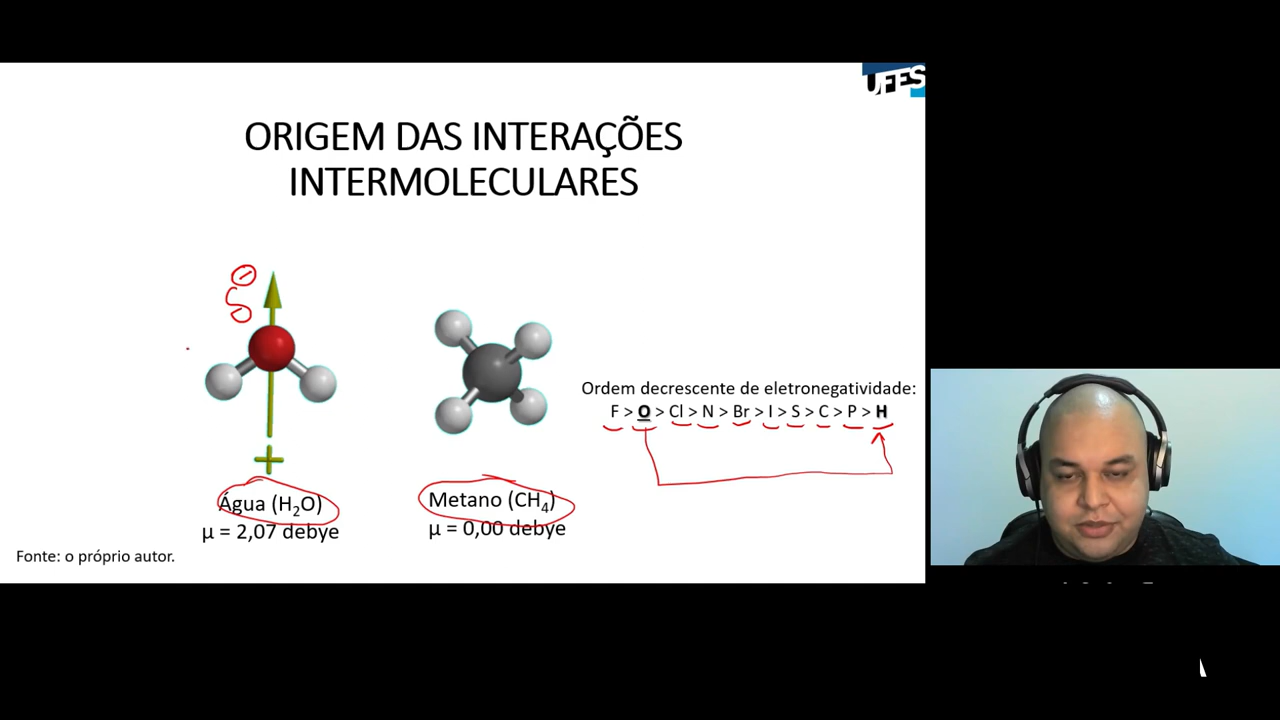 UFES
ORIGEM DAS INTERAÇÕES
INTERMOLECULARES
δ⊖
+
Ordem decrescente de eletronegatividade:
F > O > Cl > N > Br > I > S > C > P > H
Água (H₂O)
μ = 2,07 debye
Metano (CH₄)
μ = 0,00 debye
Fonte: o próprio autor.